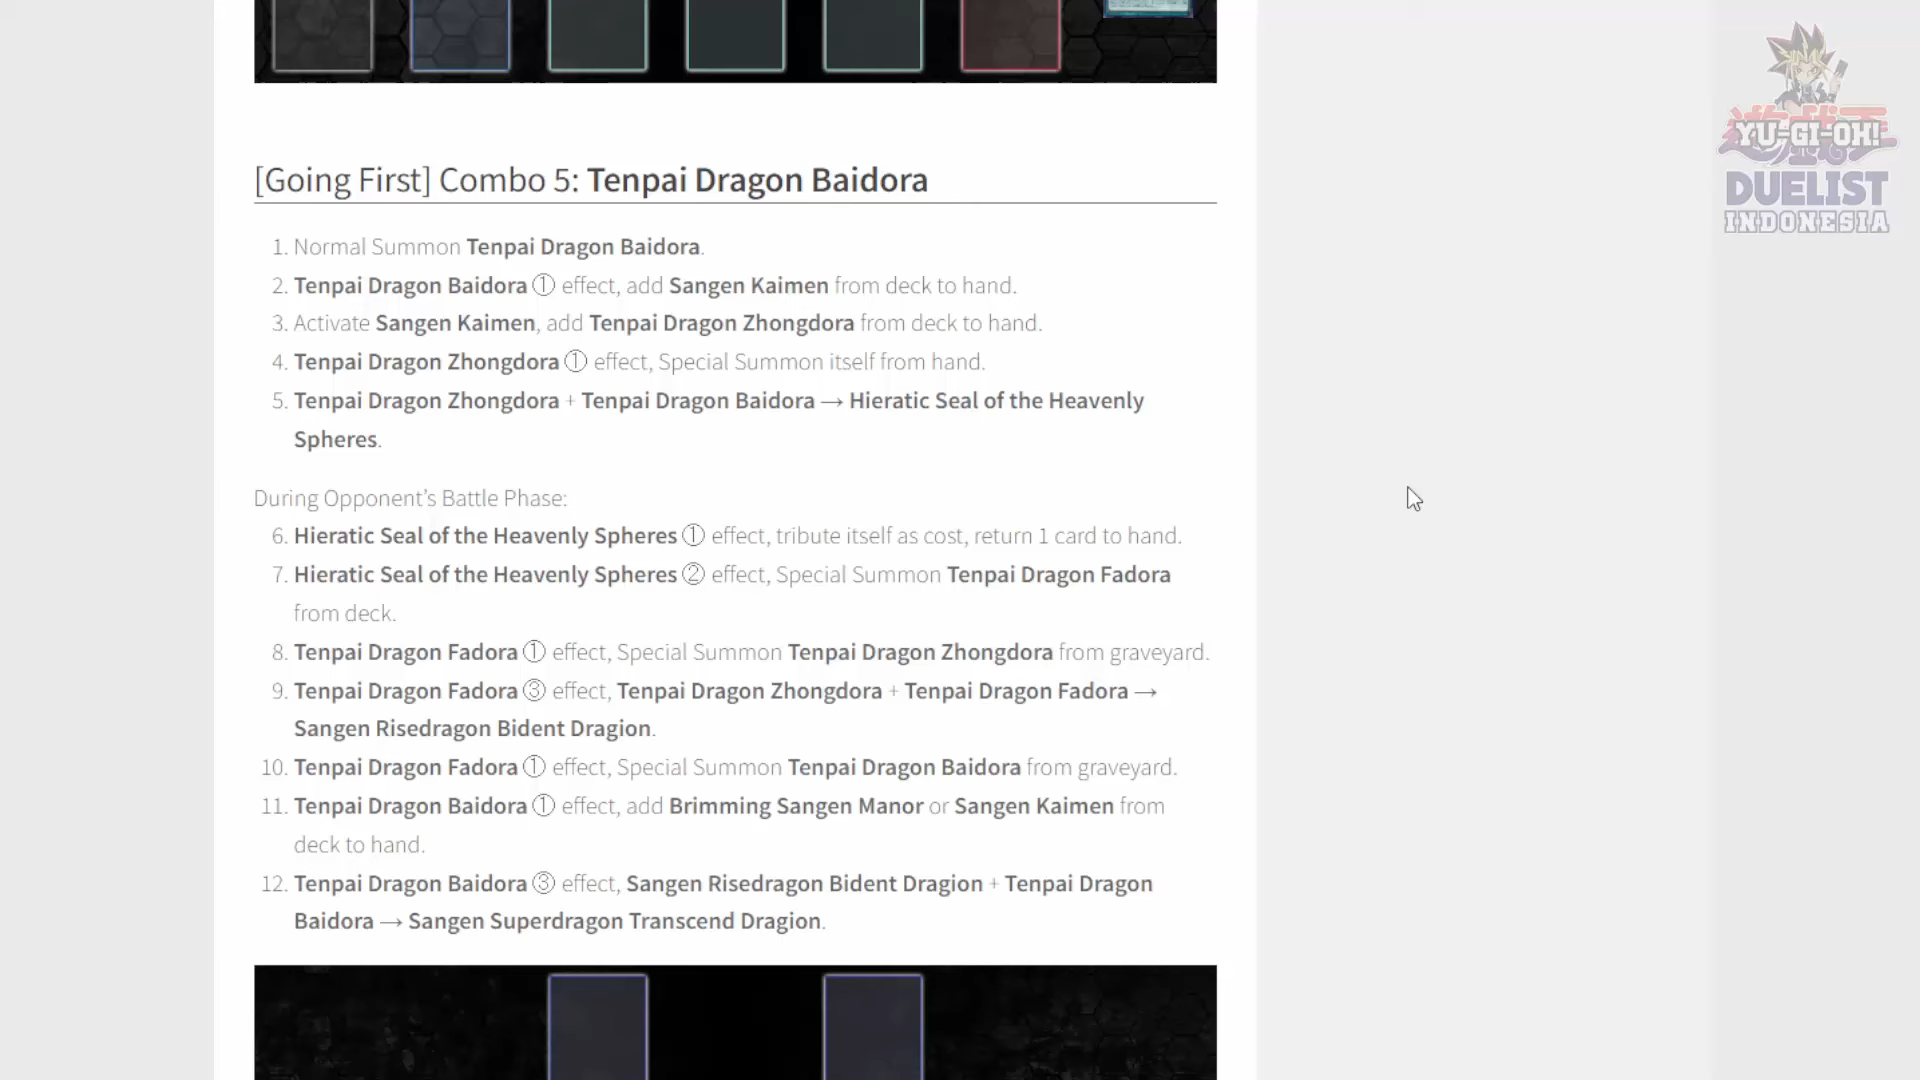 YU-GI-OH!
DUELIST
INDONESIA
[Going First] Combo 5: Tenpai Dragon Baidora
1. Normal Summon Tenpai Dragon Baidora.
2. Tenpai Dragon Baidora ① effect, add Sangen Kaimen from deck to hand.
3. Activate Sangen Kaimen, add Tenpai Dragon Zhongdora from deck to hand.
4. Tenpai Dragon Zhongdora ① effect, Special Summon itself from hand.
5. Tenpai Dragon Zhongdora + Tenpai Dragon Baidora → Hieratic Seal of the Heavenly
Spheres.
During Opponent’s Battle Phase:
6. Hieratic Seal of the Heavenly Spheres ① effect, tribute itself as cost, return 1 card to hand.
7. Hieratic Seal of the Heavenly Spheres ② effect, Special Summon Tenpai Dragon Fadora
from deck.
8. Tenpai Dragon Fadora ① effect, Special Summon Tenpai Dragon Zhongdora from graveyard.
9. Tenpai Dragon Fadora ③ effect, Tenpai Dragon Zhongdora + Tenpai Dragon Fadora →
Sangen Risedragon Bident Dragion.
10. Tenpai Dragon Fadora ① effect, Special Summon Tenpai Dragon Baidora from graveyard.
11. Tenpai Dragon Baidora ① effect, add Brimming Sangen Manor or Sangen Kaimen from
deck to hand.
12. Tenpai Dragon Baidora ③ effect, Sangen Risedragon Bident Dragion + Tenpai Dragon
Baidora → Sangen Superdragon Transcend Dragion.